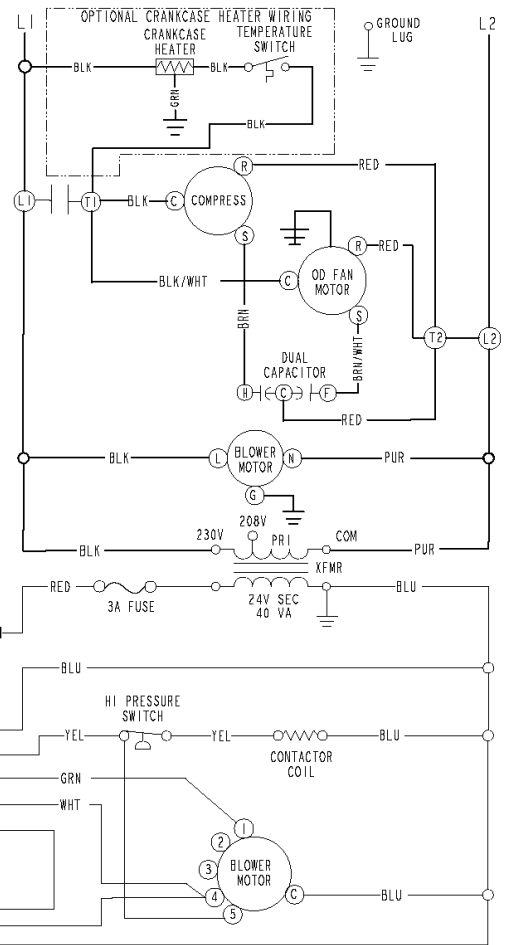 OPTIONAL CRANKCASE HEATER WIRING
L1
L2
CRANKCASE
HEATER
TEMPERATURE
SWITCH
GROUND
LUG
BLK
BLK
GRN
BLK
R
RED
L1
T1
BLK
C
COMPRESS
S
R
RED
BLK/WHT
C
OD FAN
MOTOR
S
BRN
BRN/WHT
T2
L2
DUAL
CAPACITOR
H
C
F
RED
BLK
L
BLOWER
MOTOR
N
PUR
G
208V
230V
PRI
COM
BLK
PUR
XFMR
RED
3A FUSE
24V SEC
40 VA
BLU
BLU
HI PRESSURE
SWITCH
YEL
YEL
CONTACTOR
COIL
BLU
GRN
WHT
1
2
3
4
5
BLOWER
MOTOR
C
BLU